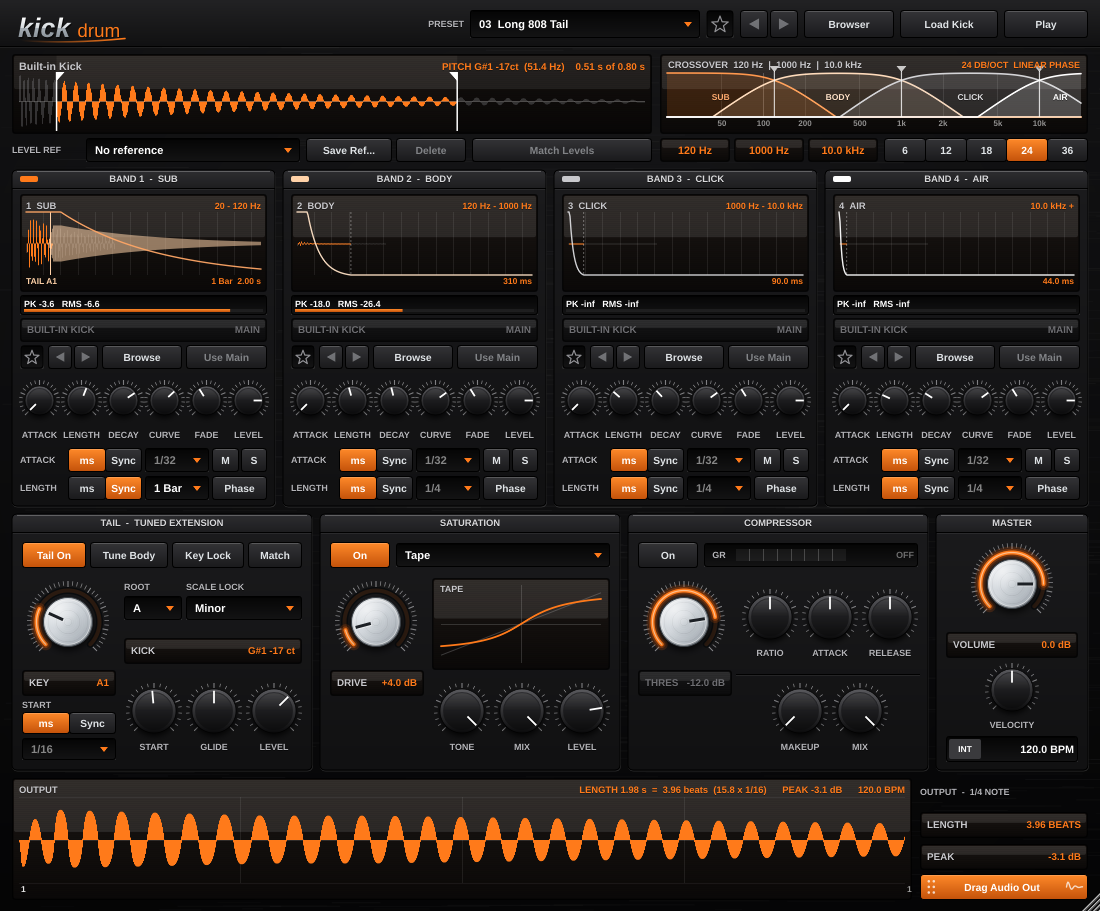 kick drum
PRESET 03 Long 808 Tail Browser Load Kick Play
Built-in Kick PITCH G#1 -17ct (51.4 Hz) 0.51 s of 0.80 s
CROSSOVER 120 Hz | 1000 Hz | 10.0 kHz 24 DB/OCT LINEAR PHASE
SUB BODY CLICK AIR
50 100 200 500 1k 2k 5k 10k
LEVEL REF No reference Save Ref... Delete Match Levels 120 Hz 1000 Hz 10.0 kHz 6 12 18 24 36
BAND 1 - SUB BAND 2 - BODY BAND 3 - CLICK BAND 4 - AIR
1 SUB 20 - 120 Hz 2 BODY 120 Hz - 1000 Hz 3 CLICK 1000 Hz - 10.0 kHz 4 AIR 10.0 kHz +
TAIL A1 1 Bar 2.00 s 310 ms 90.0 ms 44.0 ms
PK -3.6 RMS -6.6 PK -18.0 RMS -26.4 PK -inf RMS -inf PK -inf RMS -inf
BUILT-IN KICK MAIN BUILT-IN KICK MAIN BUILT-IN KICK MAIN BUILT-IN KICK MAIN
Browse Use Main Browse Use Main Browse Use Main Browse Use Main
ATTACK LENGTH DECAY CURVE FADE LEVEL ATTACK LENGTH DECAY CURVE FADE LEVEL ATTACK LENGTH DECAY CURVE FADE LEVEL ATTACK LENGTH DECAY CURVE FADE LEVEL
ATTACK ms Sync 1/32 M S ATTACK ms Sync 1/32 M S ATTACK ms Sync 1/32 M S ATTACK ms Sync 1/32 M S
LENGTH ms Sync 1 Bar Phase LENGTH ms Sync 1/4 Phase LENGTH ms Sync 1/4 Phase LENGTH ms Sync 1/4 Phase
TAIL - TUNED EXTENSION SATURATION COMPRESSOR MASTER
Tail On Tune Body Key Lock Match On Tape On GR OFF
ROOT SCALE LOCK TAPE
A Minor
KICK G#1 -17 ct RATIO ATTACK RELEASE VOLUME 0.0 dB
KEY A1 DRIVE +4.0 dB THRES -12.0 dB
START
ms Sync VELOCITY
1/16 START GLIDE LEVEL TONE MIX LEVEL MAKEUP MIX INT 120.0 BPM
OUTPUT LENGTH 1.98 s = 3.96 beats (15.8 x 1/16) PEAK -3.1 dB 120.0 BPM OUTPUT - 1/4 NOTE
LENGTH 3.96 BEATS
PEAK -3.1 dB
1 1 Drag Audio Out